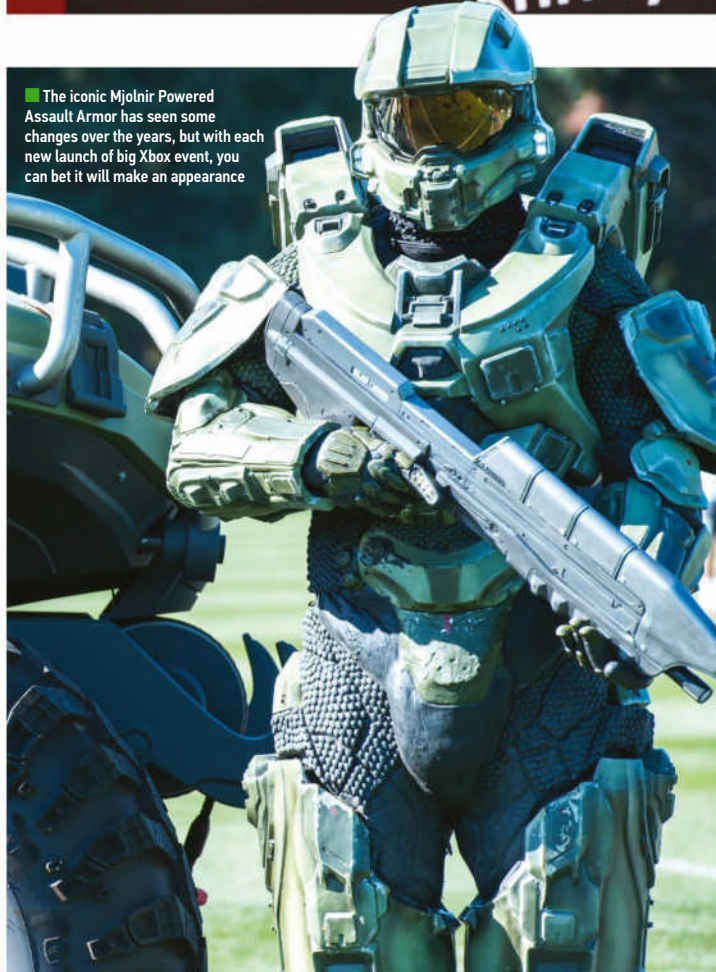 The iconic Mjolnir Powered
Assault Armor has seen some
changes over the years, but with each
new launch of big Xbox event, you
can bet it will make an appearance